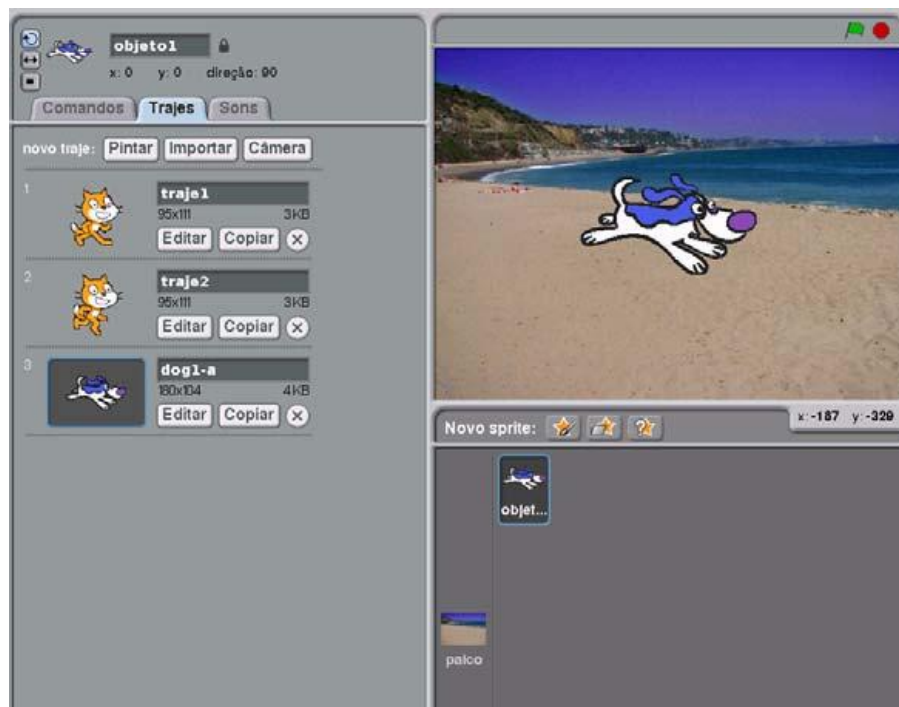 objeto1
x: 0 y: 0 direção: 90
Comandos Trajes Sons
novo traje: Pintar Importar Câmera
1
traje1
95x111 3KB
Editar Copiar
2
traje2
95x111 3KB
Editar Copiar
3
dog1-a
180x104 4KB
Editar Copiar
x: -187 y: -329
Novo sprite:
objet...
palco